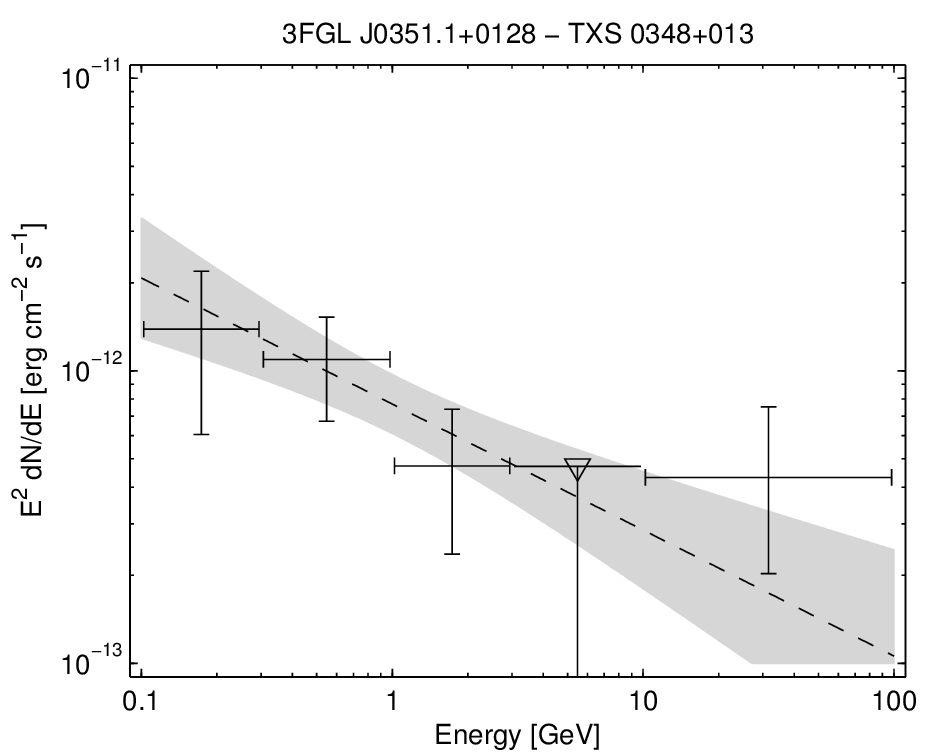 3FGL J0351.1+0128 − TXS 0348+013
10⁻¹¹
10⁻¹²
10⁻¹³
E² dN/dE [erg cm⁻² s⁻¹]
0.1 1 10 100
Energy [GeV]